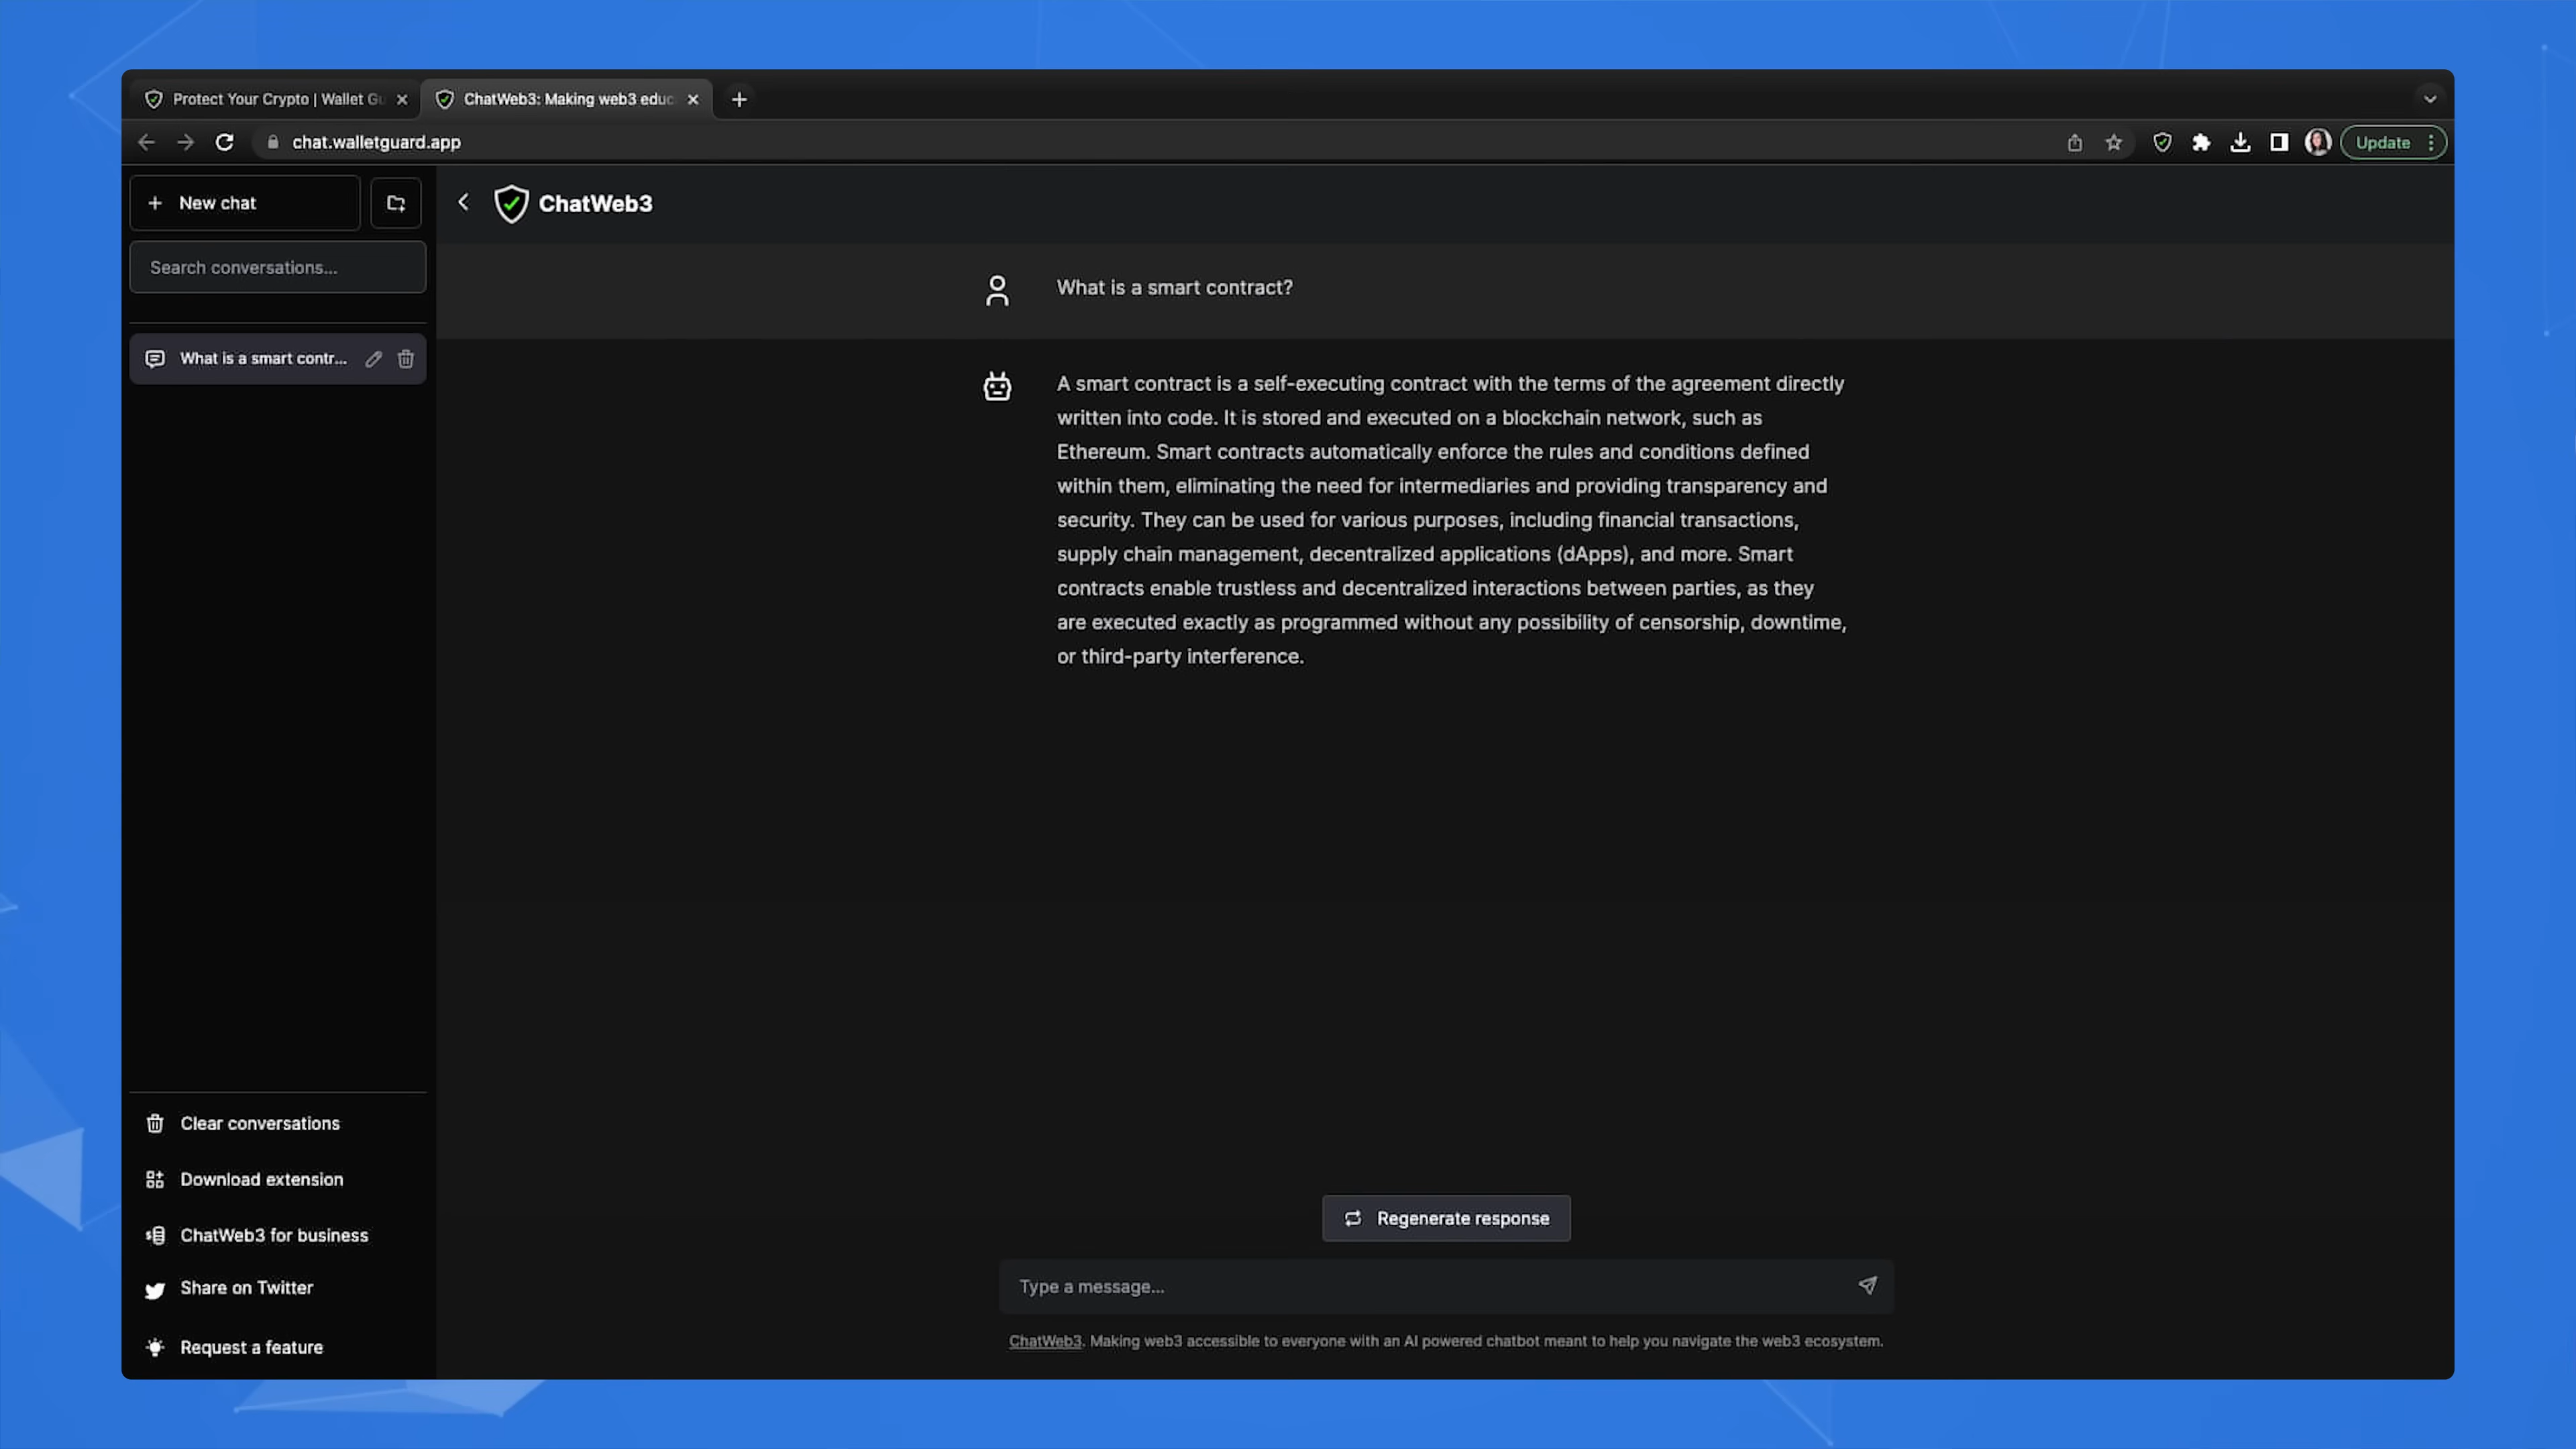 Protect Your Crypto | Wallet Gu
ChatWeb3: Making web3 educ
chat.walletguard.app
Update
New chat
ChatWeb3
Search conversations...
What is a smart contract?
What is a smart contr...
A smart contract is a self-executing contract with the terms of the agreement directly
written into code. It is stored and executed on a blockchain network, such as
Ethereum. Smart contracts automatically enforce the rules and conditions defined
within them, eliminating the need for intermediaries and providing transparency and
security. They can be used for various purposes, including financial transactions,
supply chain management, decentralized applications (dApps), and more. Smart
contracts enable trustless and decentralized interactions between parties, as they
are executed exactly as programmed without any possibility of censorship, downtime,
or third-party interference.
Clear conversations
Download extension
ChatWeb3 for business
Share on Twitter
Request a feature
Regenerate response
Type a message...
ChatWeb3. Making web3 accessible to everyone with an AI powered chatbot meant to help you navigate the web3 ecosystem.